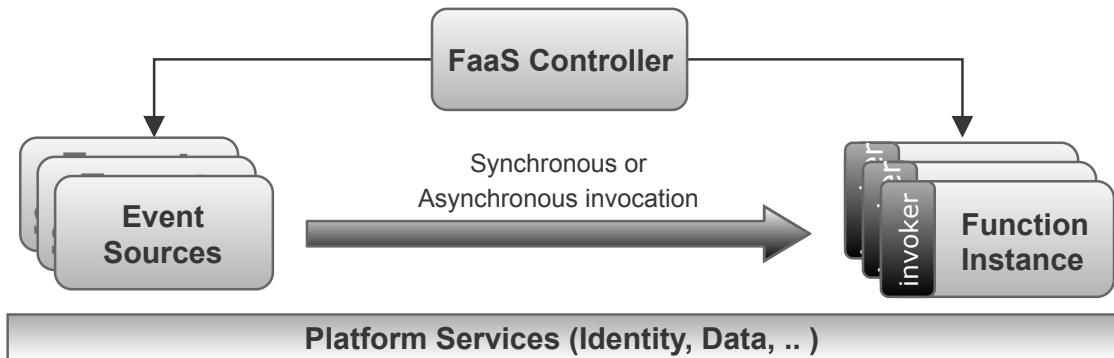 FaaS Controller
Synchronous or
Asynchronous invocation
Event
Sources
invoker
Function
Instance
Platform Services (Identity, Data, .. )